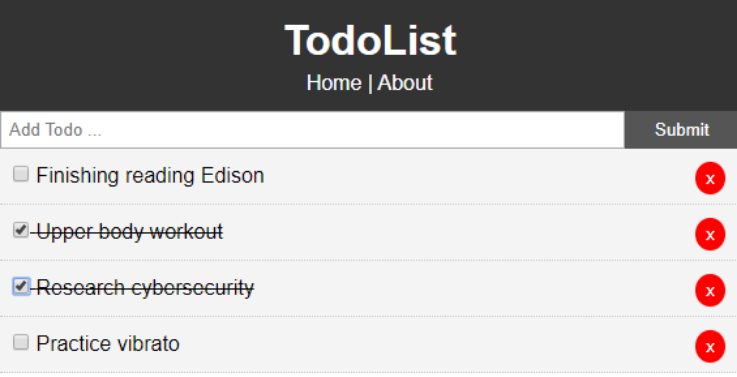 TodoList
Home | About
Add Todo ... Submit
Finishing reading Edison x
Upper body workout x
Research cybersecurity x
Practice vibrato x